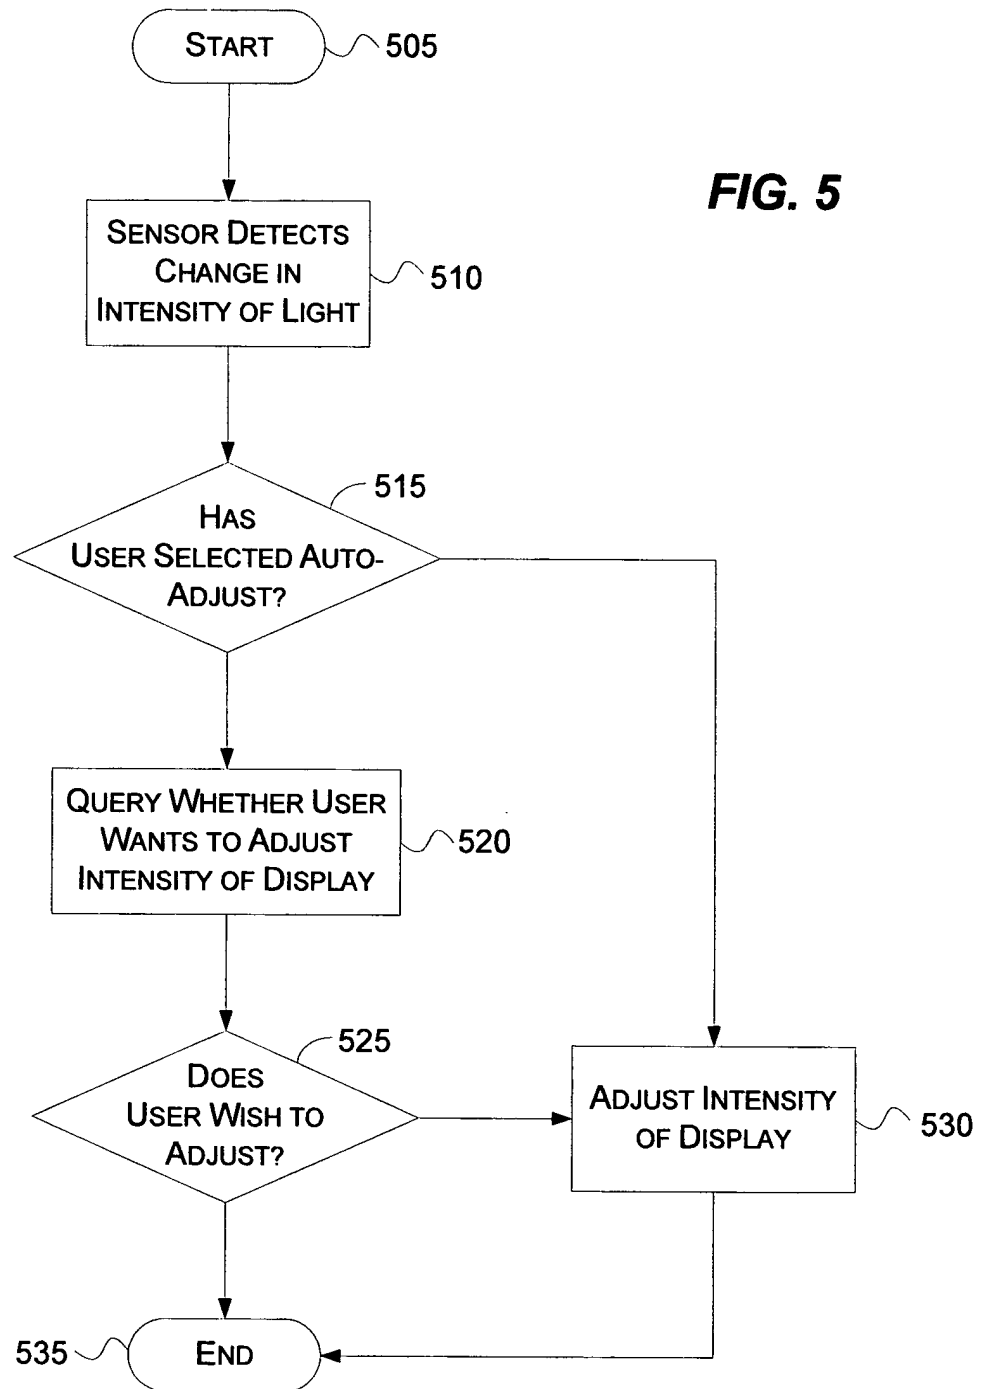 START
505
FIG. 5
SENSOR DETECTS
CHANGE IN
INTENSITY OF LIGHT
510
515
HAS
USER SELECTED AUTO-
ADJUST?
QUERY WHETHER USER
WANTS TO ADJUST
INTENSITY OF DISPLAY
520
525
DOES
USER WISH TO
ADJUST?
ADJUST INTENSITY
OF DISPLAY
530
535
END